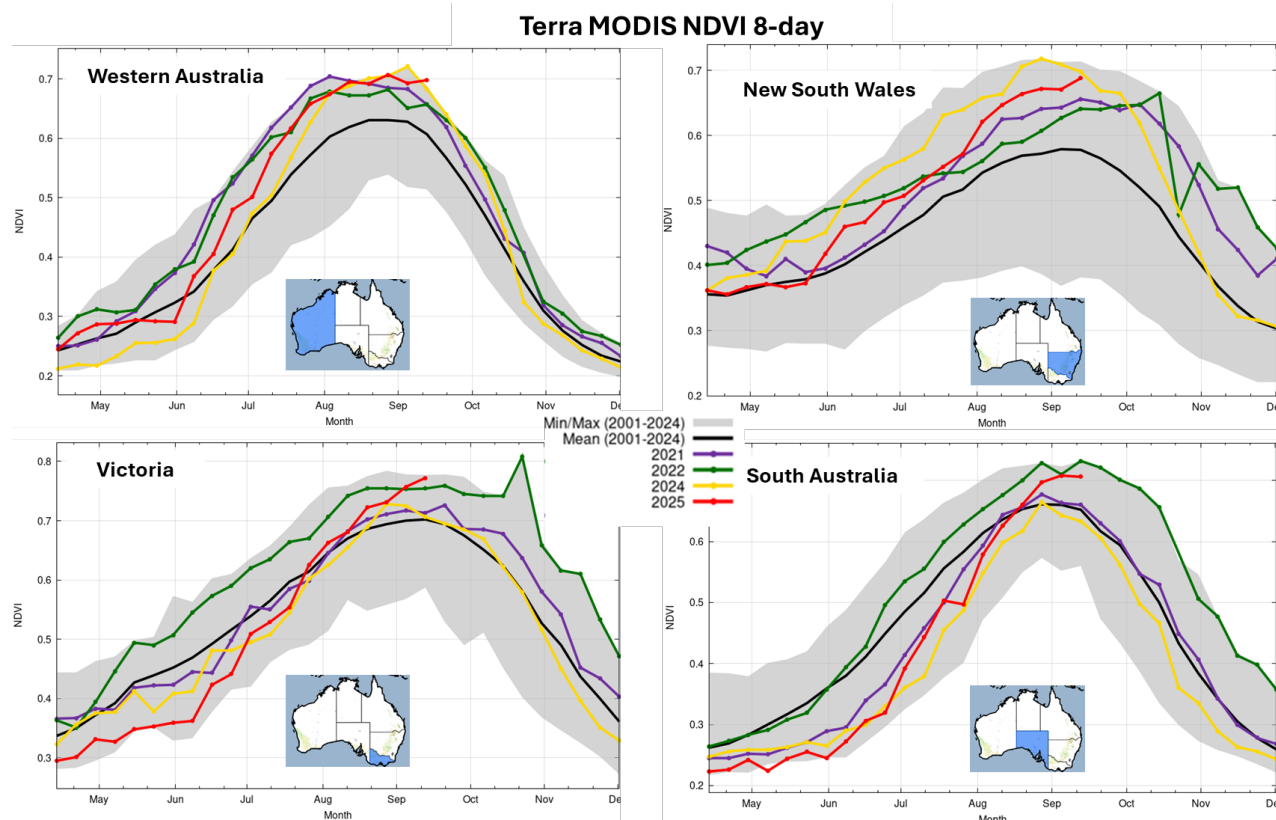 Terra MODIS NDVI 8-day
Western Australia
NDVI
0.7
0.6
0.5
0.4
0.3
0.2
May Jun Jul Aug Sep Oct Nov De
Month
New South Wales
NDVI
0.7
0.6
0.5
0.4
0.3
0.2
May Jun Jul Aug Sep Oct Nov De
Month
Min/Max (2001-2024)
Mean (2001-2024)
2021
2022
2024
2025
Victoria
NDVI
0.8
0.7
0.6
0.5
0.4
0.3
May Jun Jul Aug Sep Oct Nov De
Month
South Australia
NDVI
0.6
0.5
0.4
0.3
0.2
May Jun Jul Aug Sep Oct Nov De
Month